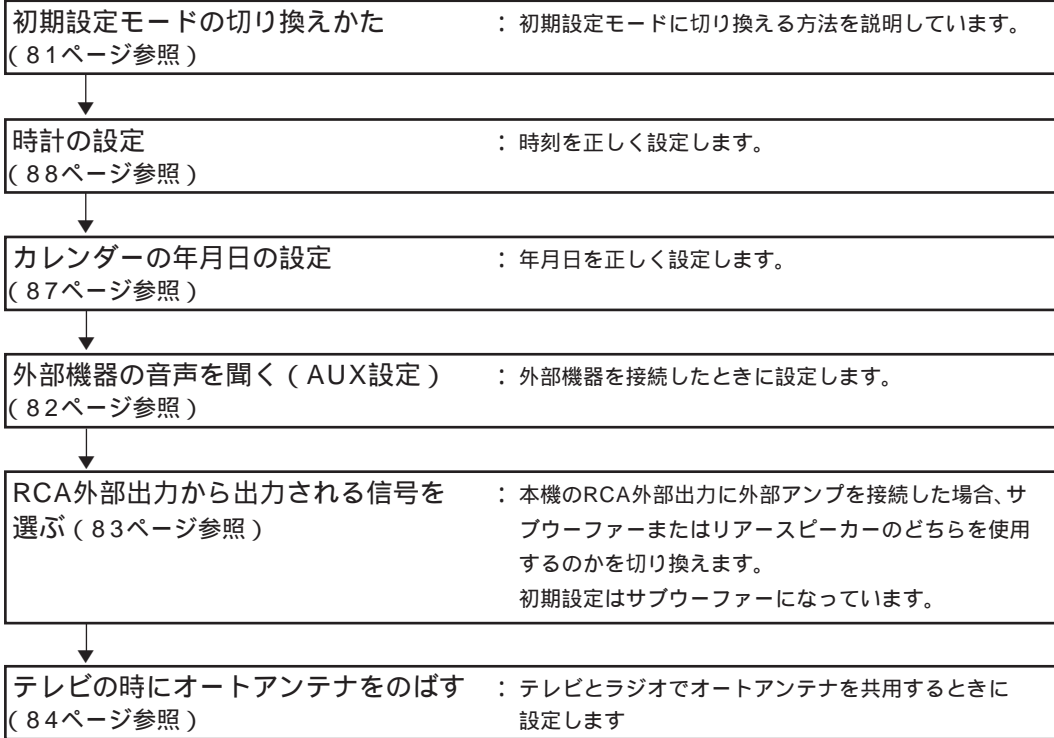 初期設定モードの切り換えかた ：初期設定モードに切り換える方法を説明しています。
(81ページ参照)
時計の設定 ：時刻を正しく設定します。
(88ページ参照)
カレンダーの年月日の設定 ：年月日を正しく設定します。
(87ページ参照)
外部機器の音声を聞く(AUX設定) ：外部機器を接続したときに設定します。
(82ページ参照)
RCA外部出力から出力される信号を ：本機のRCA外部出力に外部アンプを接続した場合、サ
選ぶ(83ページ参照) ブウーファーまたはリアースピーカーのどちらを使用
するのかを切り換えます。
初期設定はサブウーファーになっています。
テレビの時にオートアンテナをのばす ：テレビとラジオでオートアンテナを共用するときに
(84ページ参照) 設定します